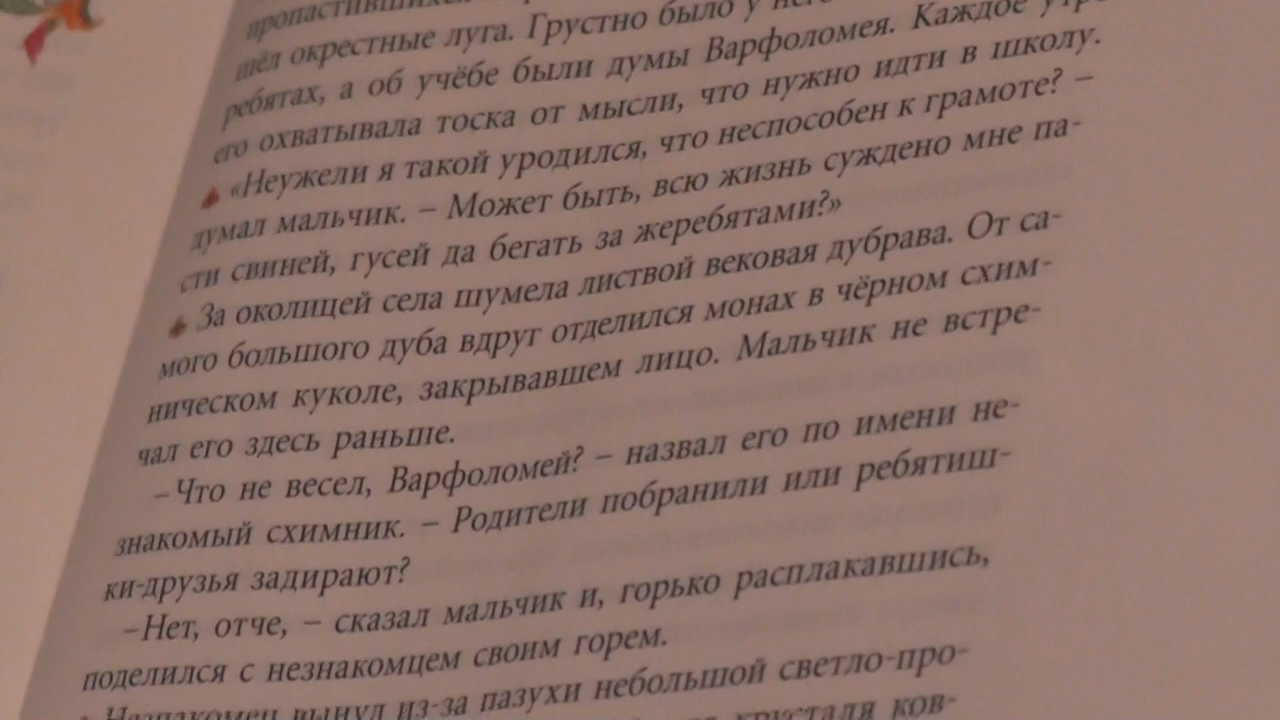 шёл окрестные луга. Грустно было у
ребятах, а об учёбе были думы Варфоломея. Каждое
его охватывала тоска от мысли, что нужно идти в школу.
«Неужели я такой уродился, что неспособен к грамоте? –
думал мальчик. – Может быть, всю жизнь суждено мне па-
сти свиней, гусей да бегать за жеребятами?»
За околицей села шумела листвой вековая дубрава. От са-
мого большого дуба вдруг отделился монах в чёрном схим-
ническом куколе, закрывавшем лицо. Мальчик не встре-
чал его здесь раньше.
– Что не весел, Варфоломей? – назвал его по имени не-
знакомый схимник. – Родители побранили или ребятиш-
ки-друзья задирают?
– Нет, отче, – сказал мальчик и, горько расплакавшись,
поделился с незнакомцем своим горем.
Незнакомец вынул из-за пазухи небольшой светло-про-
хрусталя ков-